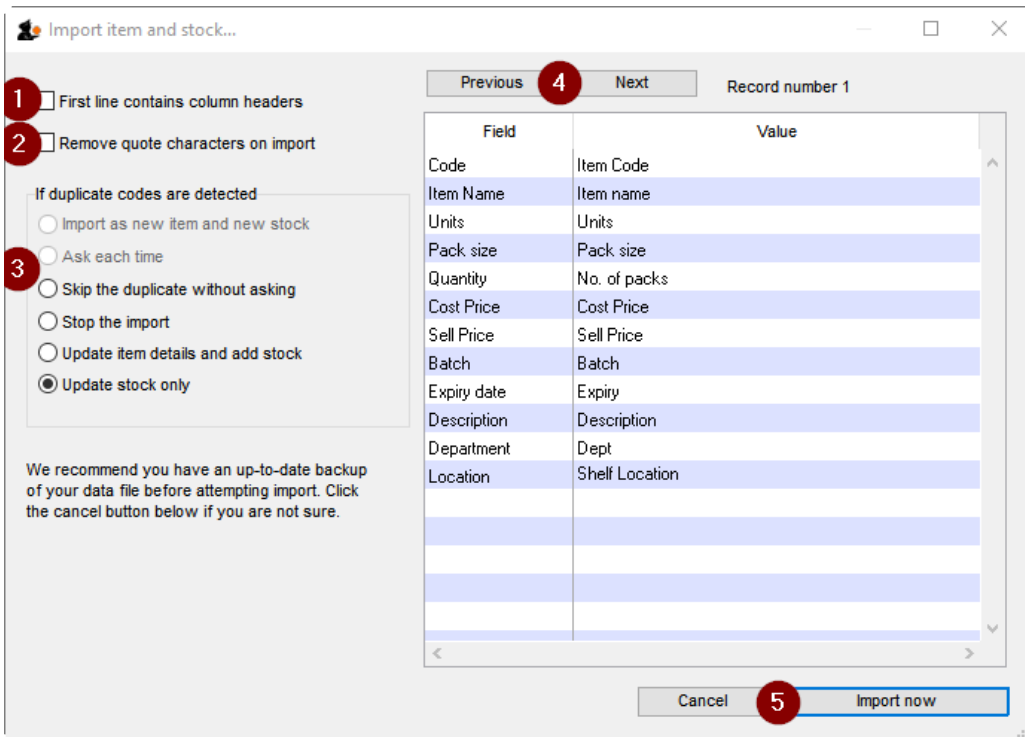 Import item and stock...
1 First line contains column headers
2 Remove quote characters on import
If duplicate codes are detected
Import as new item and new stock
Ask each time
3
Skip the duplicate without asking
Stop the import
Update item details and add stock
Update stock only
We recommend you have an up-to-date backup
of your data file before attempting import. Click
the cancel button below if you are not sure.
Previous 4 Next Record number 1
Field Value
Code Item Code
Item Name Item name
Units Units
Pack size Pack size
Quantity No. of packs
Cost Price Cost Price
Sell Price Sell Price
Batch Batch
Expiry date Expiry
Description Description
Department Dept
Location Shelf Location
Cancel 5 Import now